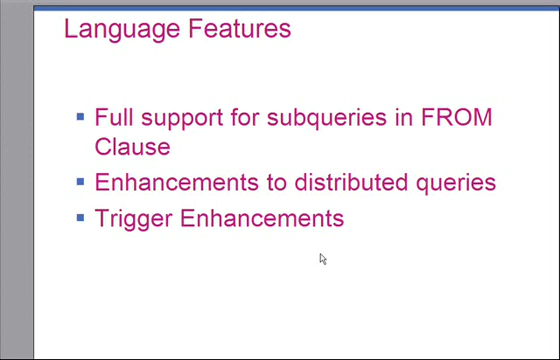 Language Features
Full support for subqueries in FROM
Clause
Enhancements to distributed queries
Trigger Enhancements